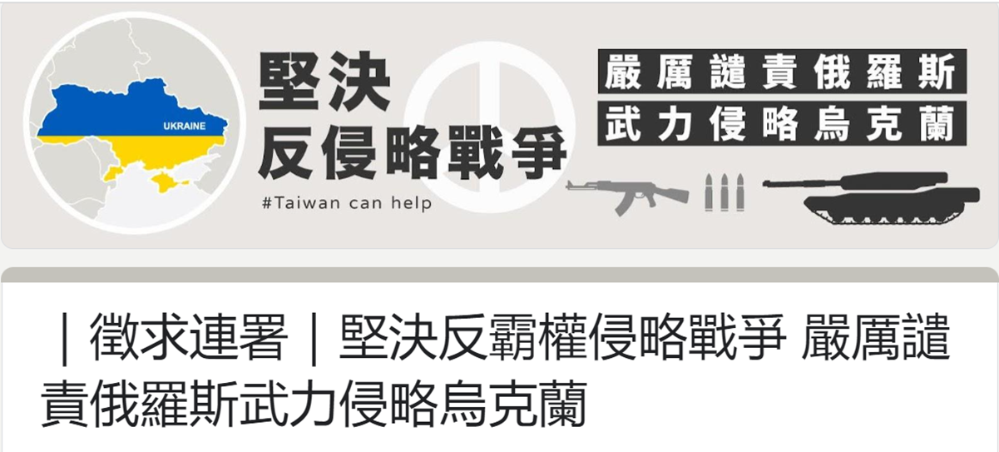 UKRAINE
堅決
反侵略戰爭
#Taiwan can help
嚴厲譴責俄羅斯
武力侵略烏克蘭
｜徵求連署｜堅決反霸權侵略戰爭 嚴厲譴
責俄羅斯武力侵略烏克蘭